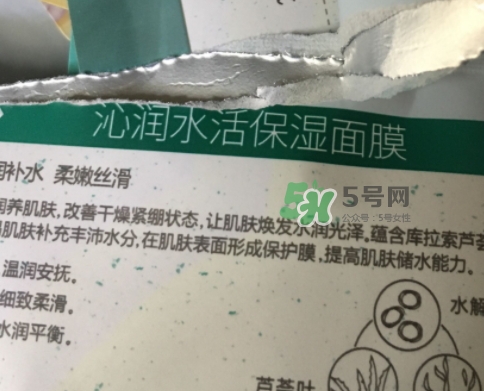 沁润水活保湿面膜
润补水 柔嫩丝滑
5号网
公众号:5号女性
润养肌肤,改善干燥紧绷状态,让肌肤焕发水润光泽。蕴含库拉索芦荟
肌肤补充丰沛水分,在肌肤表面形成保护膜,提高肌肤储水能力。
温润安抚。
细致柔滑。
水润平衡。
水解
芦荟叶